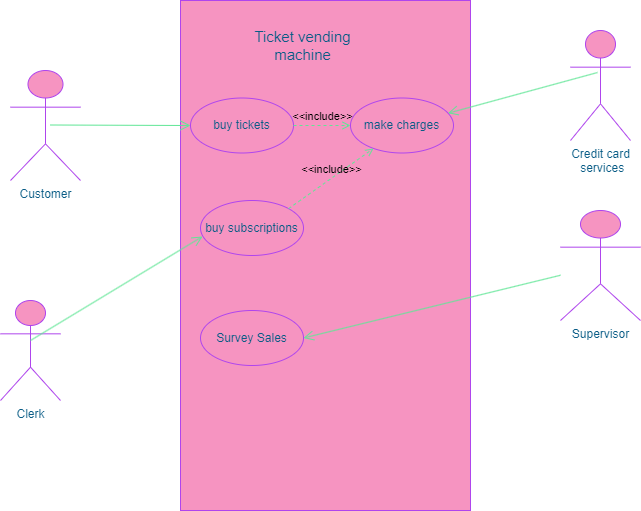 Ticket vending
machine
buy tickets
<<include>>
make charges
Credit card
services
<<include>>
Customer
buy subscriptions
Survey Sales
Supervisor
Clerk